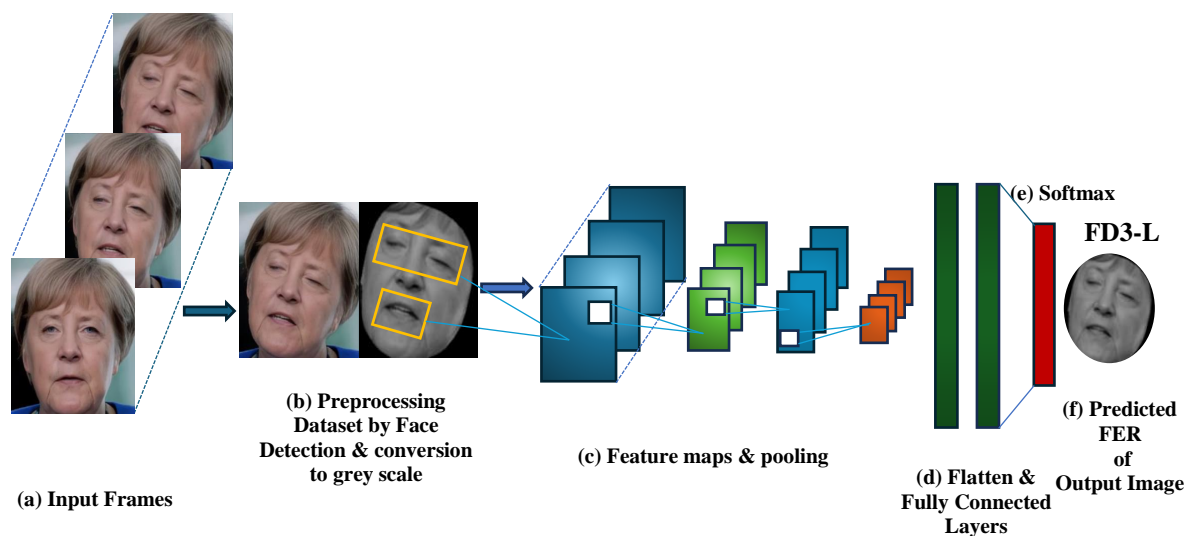 (a) Input Frames
(b) Preprocessing
Dataset by Face
Detection & conversion
to grey scale
(c) Feature maps & pooling
(d) Flatten &
Fully Connected
Layers
(e) Softmax
FD3-L
(f) Predicted
FER
of
Output Image